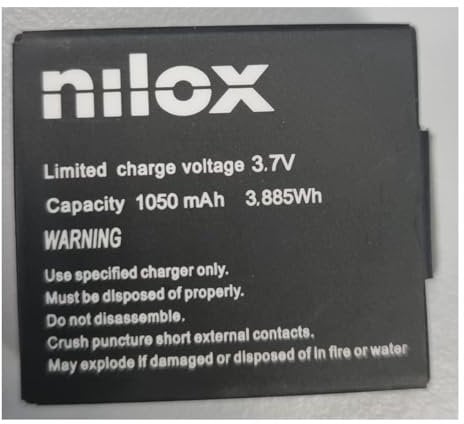 nilox
Limited charge voltage 3.7V
Capacity 1050 mAh 3.885Wh
WARNING
Use specified charger only.
Must be disposed of properly.
Do not disassemble.
Crush puncture short external contacts.
May explode if damaged or disposed of in fire or water